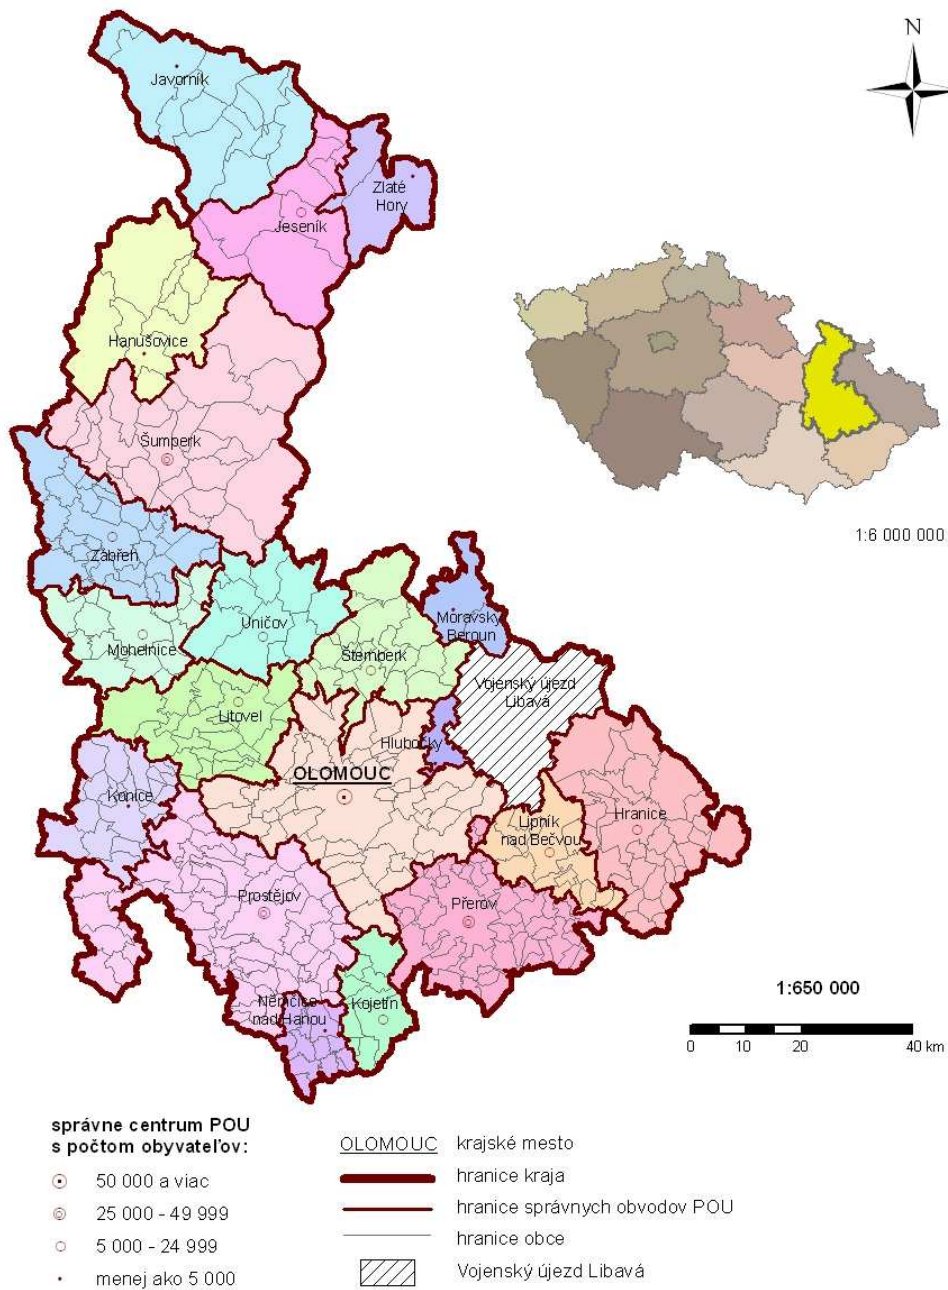 N
Javorník
Zlaté
Hory
Jeseník
Hanušovice
Šumperk
1:6 000 000
Zábřeh
Moravský
Beroun
Uničov
Mohelnice
Šternberk
Vojenský újezd
Libavá
Litovel
Hlubočky
OLOMOUC
Konice
Hranice
Lipník
nad Bečvou
Prostějov
Přerov
1:650 000
Němčice
nad Hanou
Kojetín
0 10 20 40 km
správne centrum POU
s počtom obyvateľov:
50 000 a viac
25 000 - 49 999
5 000 - 24 999
menej ako 5 000
OLOMOUC krajské mesto
hranice kraja
hranice správnych obvodov POU
hranice obce
Vojenský újezd Libavá